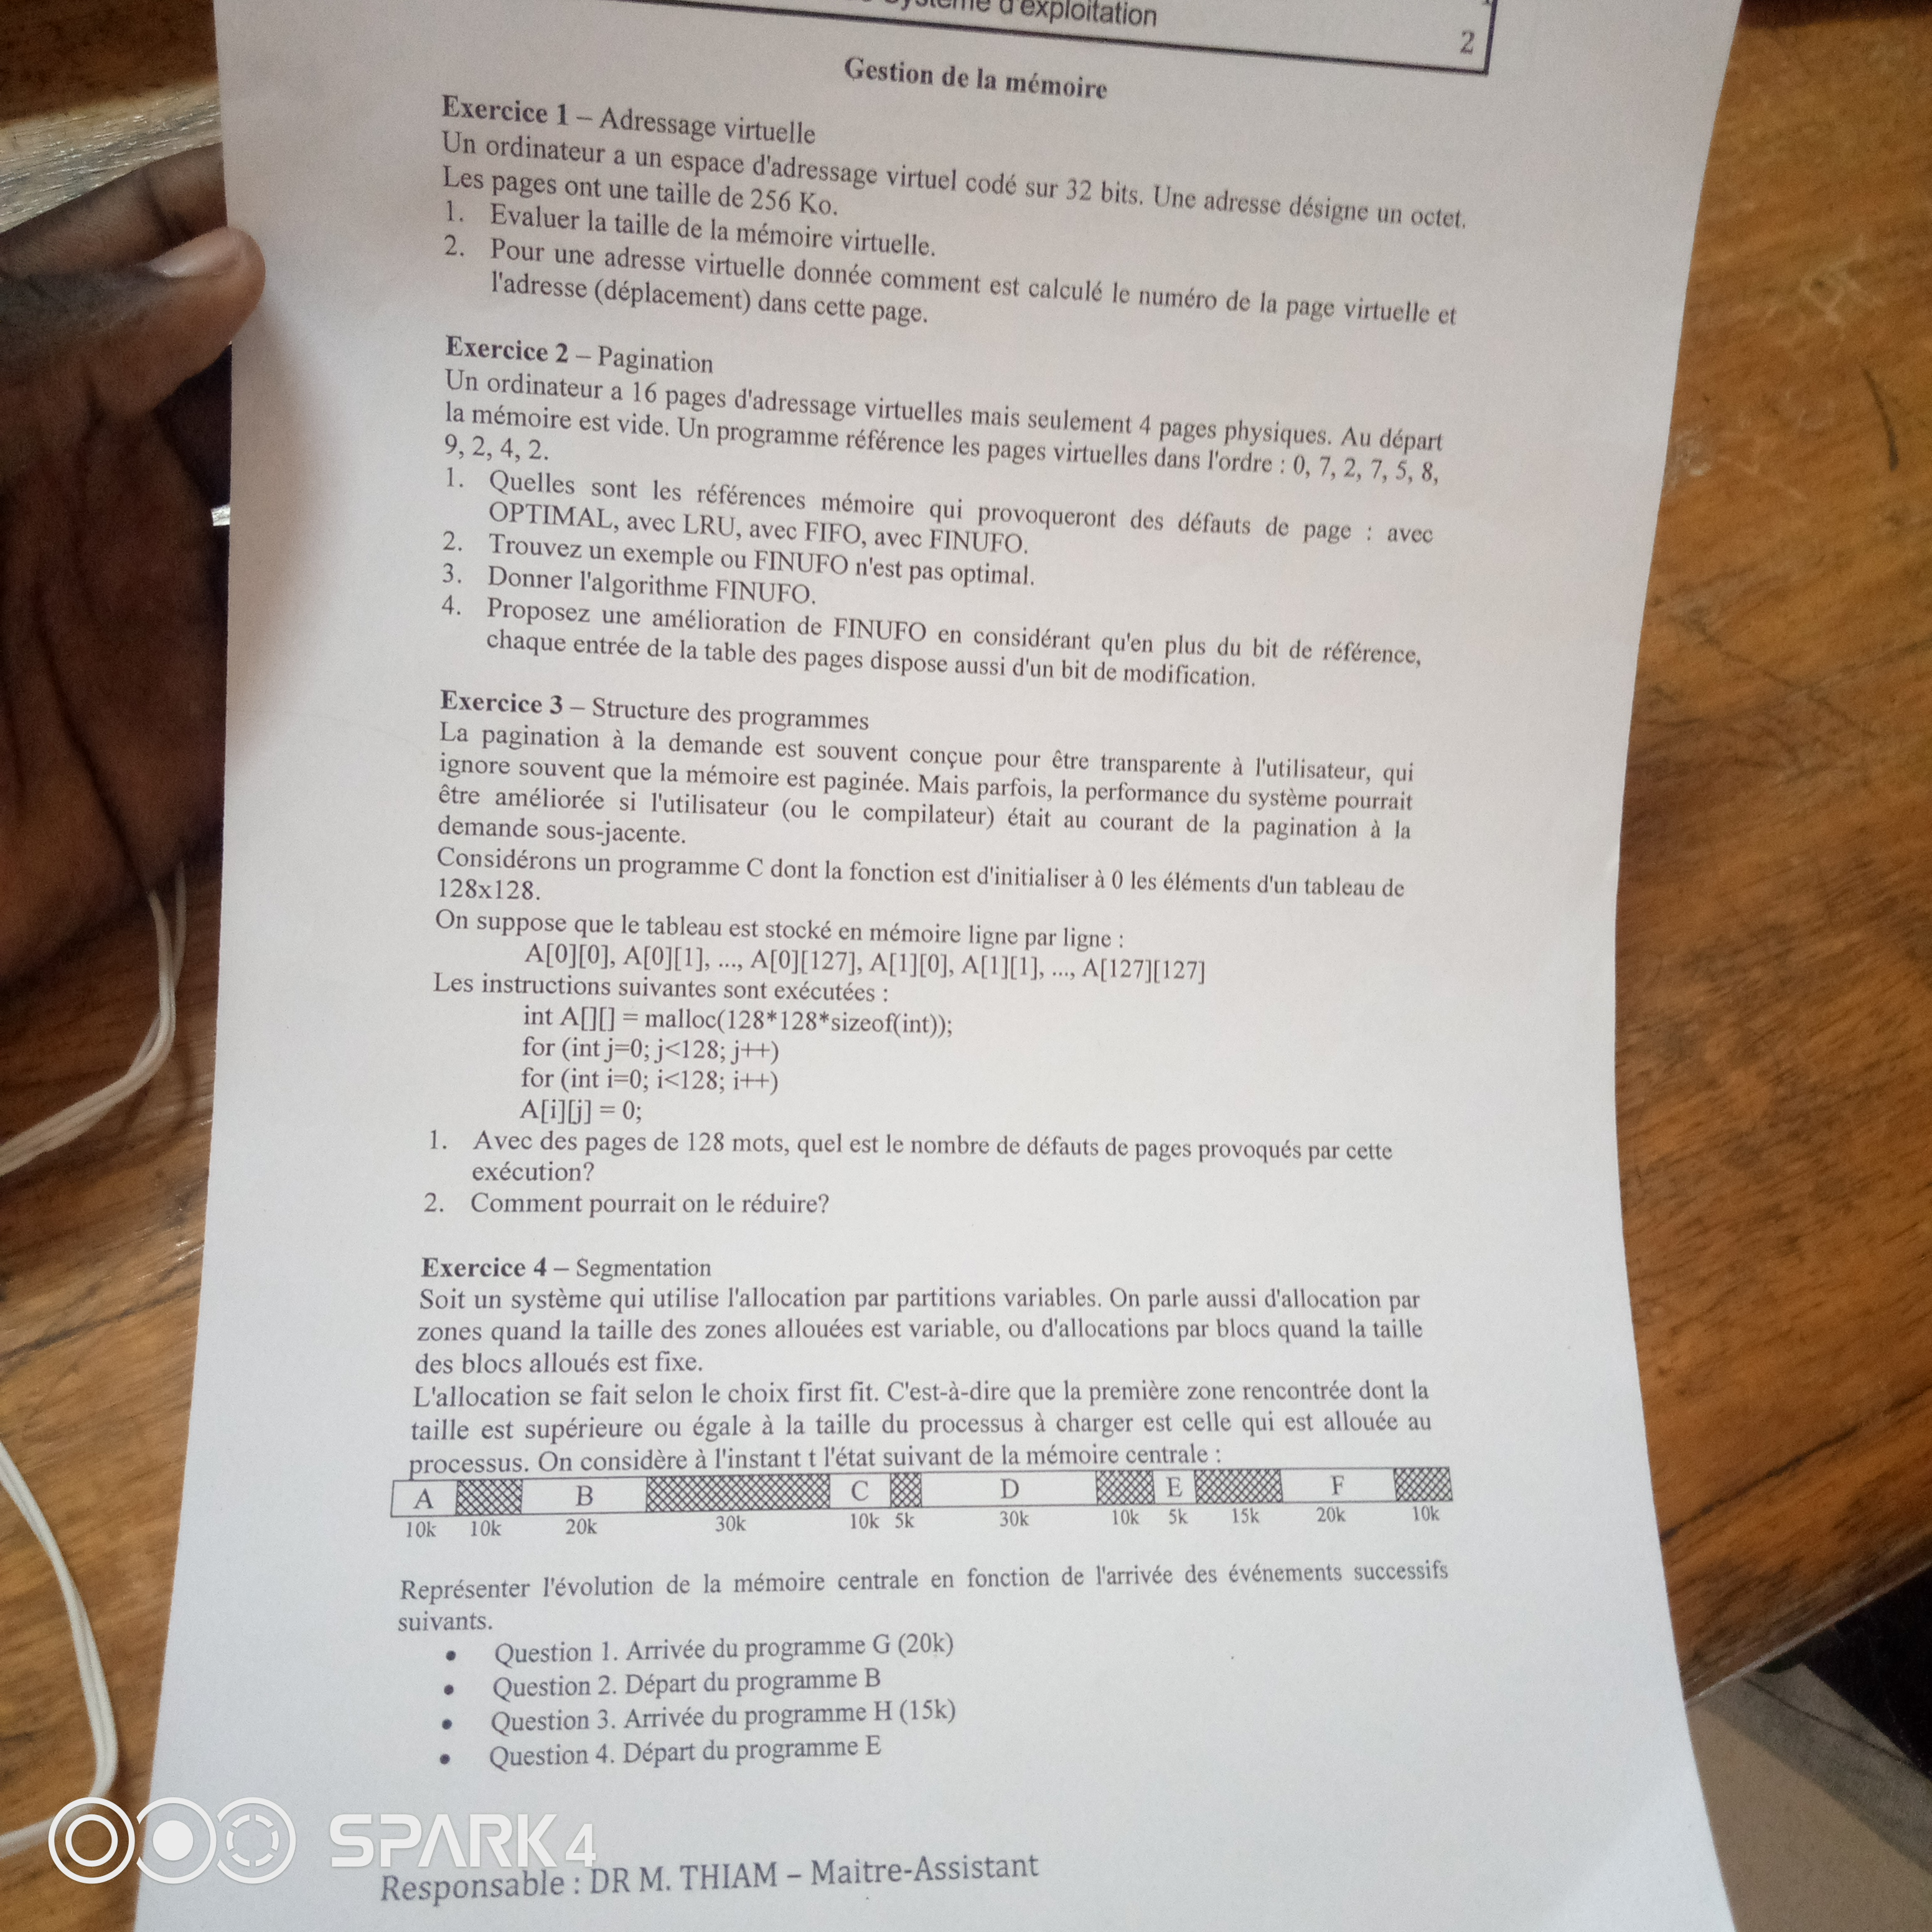 d'exploitation
2
Gestion de la mémoire
Exercice 1 – Adressage virtuelle
Un ordinateur a un espace d'adressage virtuel codé sur 32 bits. Une adresse désigne un octet.
Les pages ont une taille de 256 Ko.
1. Evaluer la taille de la mémoire virtuelle.
2. Pour une adresse virtuelle donnée comment est calculé le numéro de la page virtuelle et
l'adresse (déplacement) dans cette page.
Exercice 2 – Pagination
Un ordinateur a 16 pages d'adressage virtuelles mais seulement 4 pages physiques. Au départ
la mémoire est vide. Un programme référence les pages virtuelles dans l'ordre : 0, 7, 2, 7, 5, 8,
9, 2, 4, 2.
1. Quelles sont les références mémoire qui provoqueront des défauts de page : avec
OPTIMAL, avec LRU, avec FIFO, avec FINUFO.
2. Trouvez un exemple ou FINUFO n'est pas optimal.
3. Donner l'algorithme FINUFO.
4. Proposez une amélioration de FINUFO en considérant qu'en plus du bit de référence,
chaque entrée de la table des pages dispose aussi d'un bit de modification.
Exercice 3 – Structure des programmes
La pagination à la demande est souvent conçue pour être transparente à l'utilisateur, qui
ignore souvent que la mémoire est paginée. Mais parfois, la performance du système pourrait
être améliorée si l'utilisateur (ou le compilateur) était au courant de la pagination à la
demande sous-jacente.
Considérons un programme C dont la fonction est d'initialiser à 0 les éléments d'un tableau de
128x128.
On suppose que le tableau est stocké en mémoire ligne par ligne :
A[0][0], A[0][1], ..., A[0][127], A[1][0], A[1][1], ..., A[127][127]
Les instructions suivantes sont exécutées :
int A[][] = malloc(128*128*sizeof(int));
for (int j=0; j<128; j++)
for (int i=0; i<128; i++)
A[i][j] = 0;
1. Avec des pages de 128 mots, quel est le nombre de défauts de pages provoqués par cette
exécution?
2. Comment pourrait on le réduire?
Exercice 4 – Segmentation
Soit un système qui utilise l'allocation par partitions variables. On parle aussi d'allocation par
zones quand la taille des zones allouées est variable, ou d'allocations par blocs quand la taille
des blocs alloués est fixe.
L'allocation se fait selon le choix first fit. C'est-à-dire que la première zone rencontrée dont la
taille est supérieure ou égale à la taille du processus à charger est celle qui est allouée au
processus. On considère à l'instant t l'état suivant de la mémoire centrale :
A B C D E F
10k 10k 20k 30k 10k 5k 30k 10k 5k 15k 20k 10k
Représenter l'évolution de la mémoire centrale en fonction de l'arrivée des événements successifs
suivants.
• Question 1. Arrivée du programme G (20k)
• Question 2. Départ du programme B
• Question 3. Arrivée du programme H (15k)
• Question 4. Départ du programme E
SPARK 4
Responsable : DR M. THIAM – Maitre-Assistant